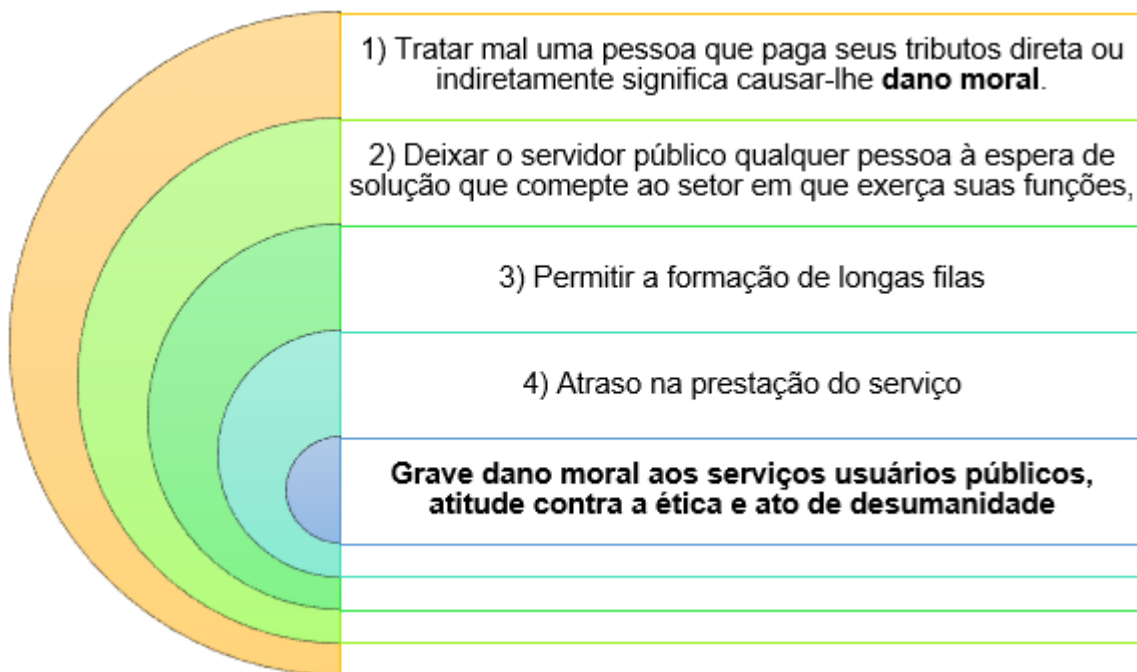 1) Tratar mal uma pessoa que paga seus tributos direta ou
indiretamente significa causar-lhe dano moral.
2) Deixar o servidor público qualquer pessoa à espera de
solução que comepte ao setor em que exerça suas funções,
3) Permitir a formação de longas filas
4) Atraso na prestação do serviço
Grave dano moral aos serviços usuários públicos,
atitude contra a ética e ato de desumanidade